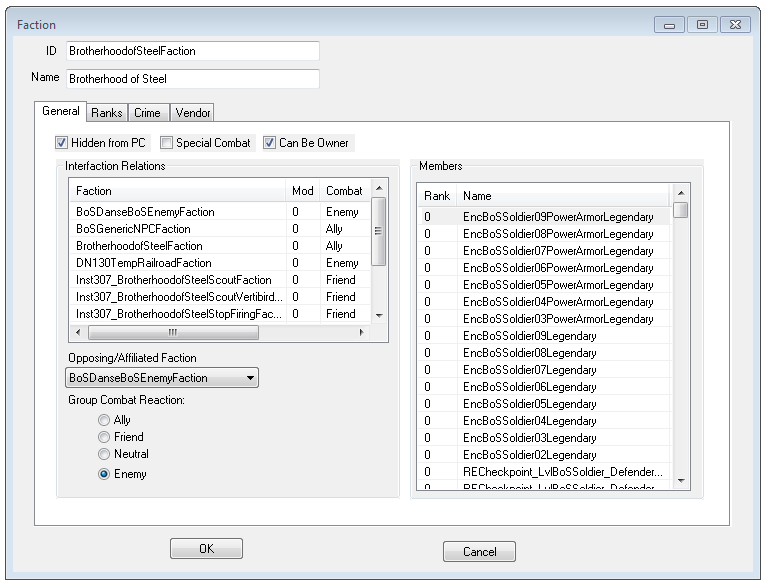 Faction
ID BrotherhoodofSteelFaction
Name Brotherhood of Steel
General Ranks Crime Vendor
Hidden from PC Special Combat Can Be Owner
Interfaction Relations
Faction Mod Combat
BoSDanseBoSEnemyFaction 0 Enemy
BoSGenericNPCFaction 0 Ally
BrotherhoodofSteelFaction 0 Ally
DN130TempRailroadFaction 0 Enemy
Inst307_BrotherhoodofSteelScoutFaction 0 Friend
Inst307_BrotherhoodofSteelScoutVertibird... 0 Friend
Inst307_BrotherhoodofSteelStopFiringFac... 0 Friend
Opposing/Affiliated Faction
BoSDanseBoSEnemyFaction
Group Combat Reaction:
Ally
Friend
Neutral
Enemy
Members
Rank Name
0 EncBoSSoldier09PowerArmorLegendary
0 EncBoSSoldier08PowerArmorLegendary
0 EncBoSSoldier07PowerArmorLegendary
0 EncBoSSoldier06PowerArmorLegendary
0 EncBoSSoldier05PowerArmorLegendary
0 EncBoSSoldier04PowerArmorLegendary
0 EncBoSSoldier03PowerArmorLegendary
0 EncBoSSoldier09Legendary
0 EncBoSSoldier08Legendary
0 EncBoSSoldier07Legendary
0 EncBoSSoldier06Legendary
0 EncBoSSoldier05Legendary
0 EncBoSSoldier04Legendary
0 EncBoSSoldier03Legendary
0 EncBoSSoldier02Legendary
0 RECheckpoint_LvlBoSSoldier_Defender...
0 RECheckpoint_LvlBoSSoldier_Defender...
OK Cancel